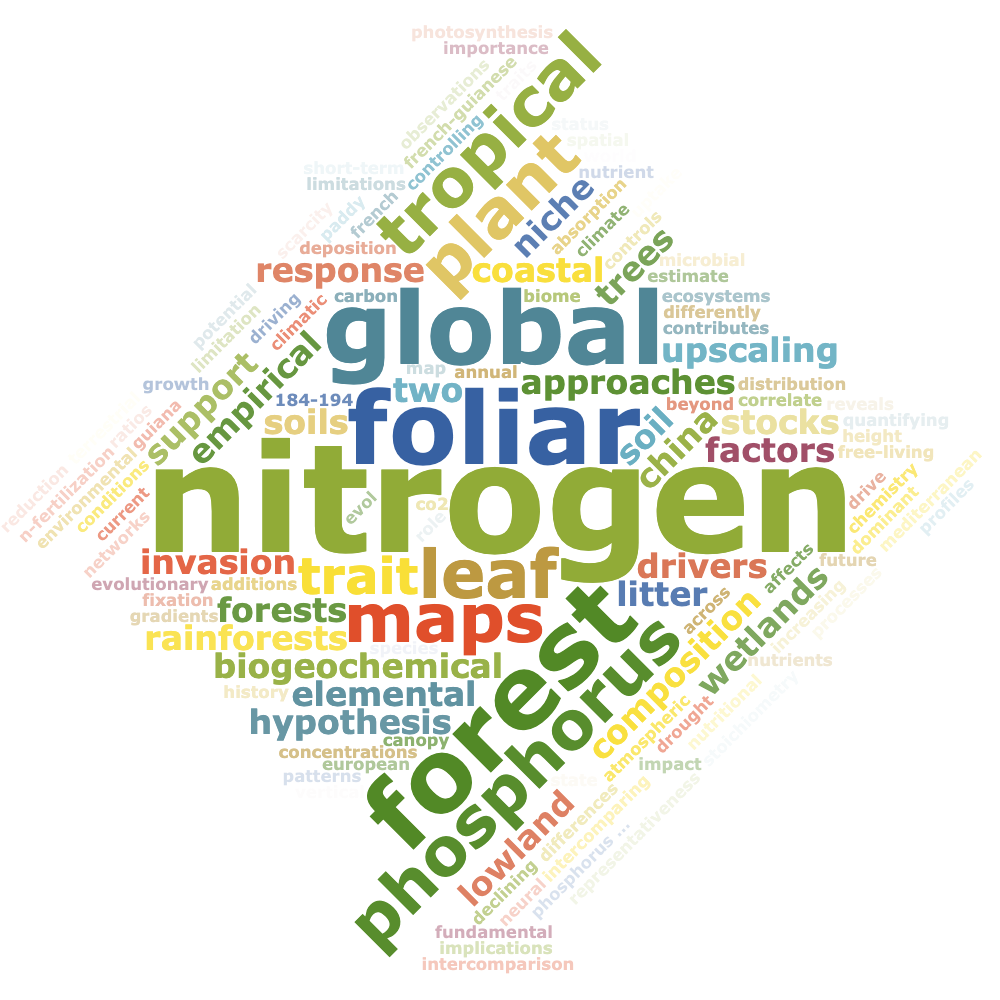 photosynthesis
importance
tropical
observations
french-guianese
traits
controlling
status
spatial
plant
short-term
limitations
nutrient
niche
absorption
french
paddy
scarcity
climate
controls
deposition
trees
response
coastal
microbial
estimate
potential
driving
climatic
carbon
biome
ecosystems
differently
contributes
global
limitation
empirical
support
upscaling
map
annual
growth
two
approaches
distribution
184-194
foliar
beyond
correlate
reveals
soils
soil
china
stocks
quantifying
height
ratios
guiana
factors
free-living
nitrogen
reduction
n-fertilization
environmental
conditions
current
networks
evol
co2
role
drive
chemistry
dominant
mediterranean
profiles
invasion
trait
leaf
drivers
affects
future
evolutionary
additions
litter
fixation
gradients
forests
maps
across
wetlands
increasing
processes
rainforests
species
forest
phosphorus
composition
biogeochemical
nutrients
history
elemental
hypothesis
atmospheric
drought
nutritional
stoichiometry
canopy
concentrations
european
impact
patterns
vertical
state
lowland
differences
intercomparing
declining
neural
phosphorus ...
representativeness
fundamental
implications
intercomparison